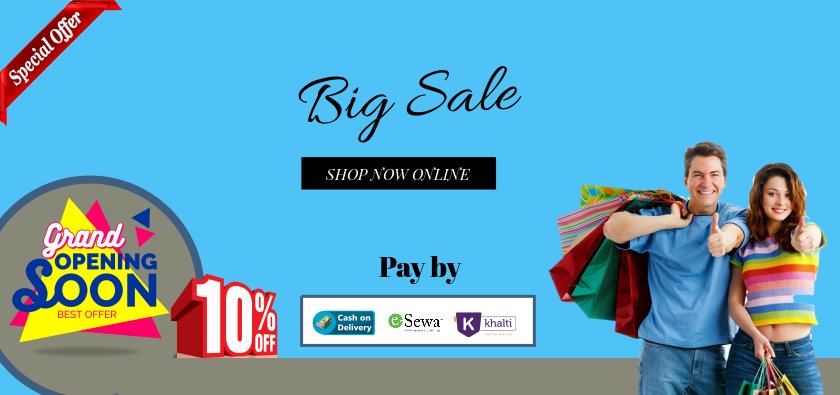 Special Offer
Big Sale
SHOP NOW ONLINE
Grand
OPENING
SOON
BEST OFFER
10%
OFF
Pay by
Cash on
Delivery
eSewa
K khalti